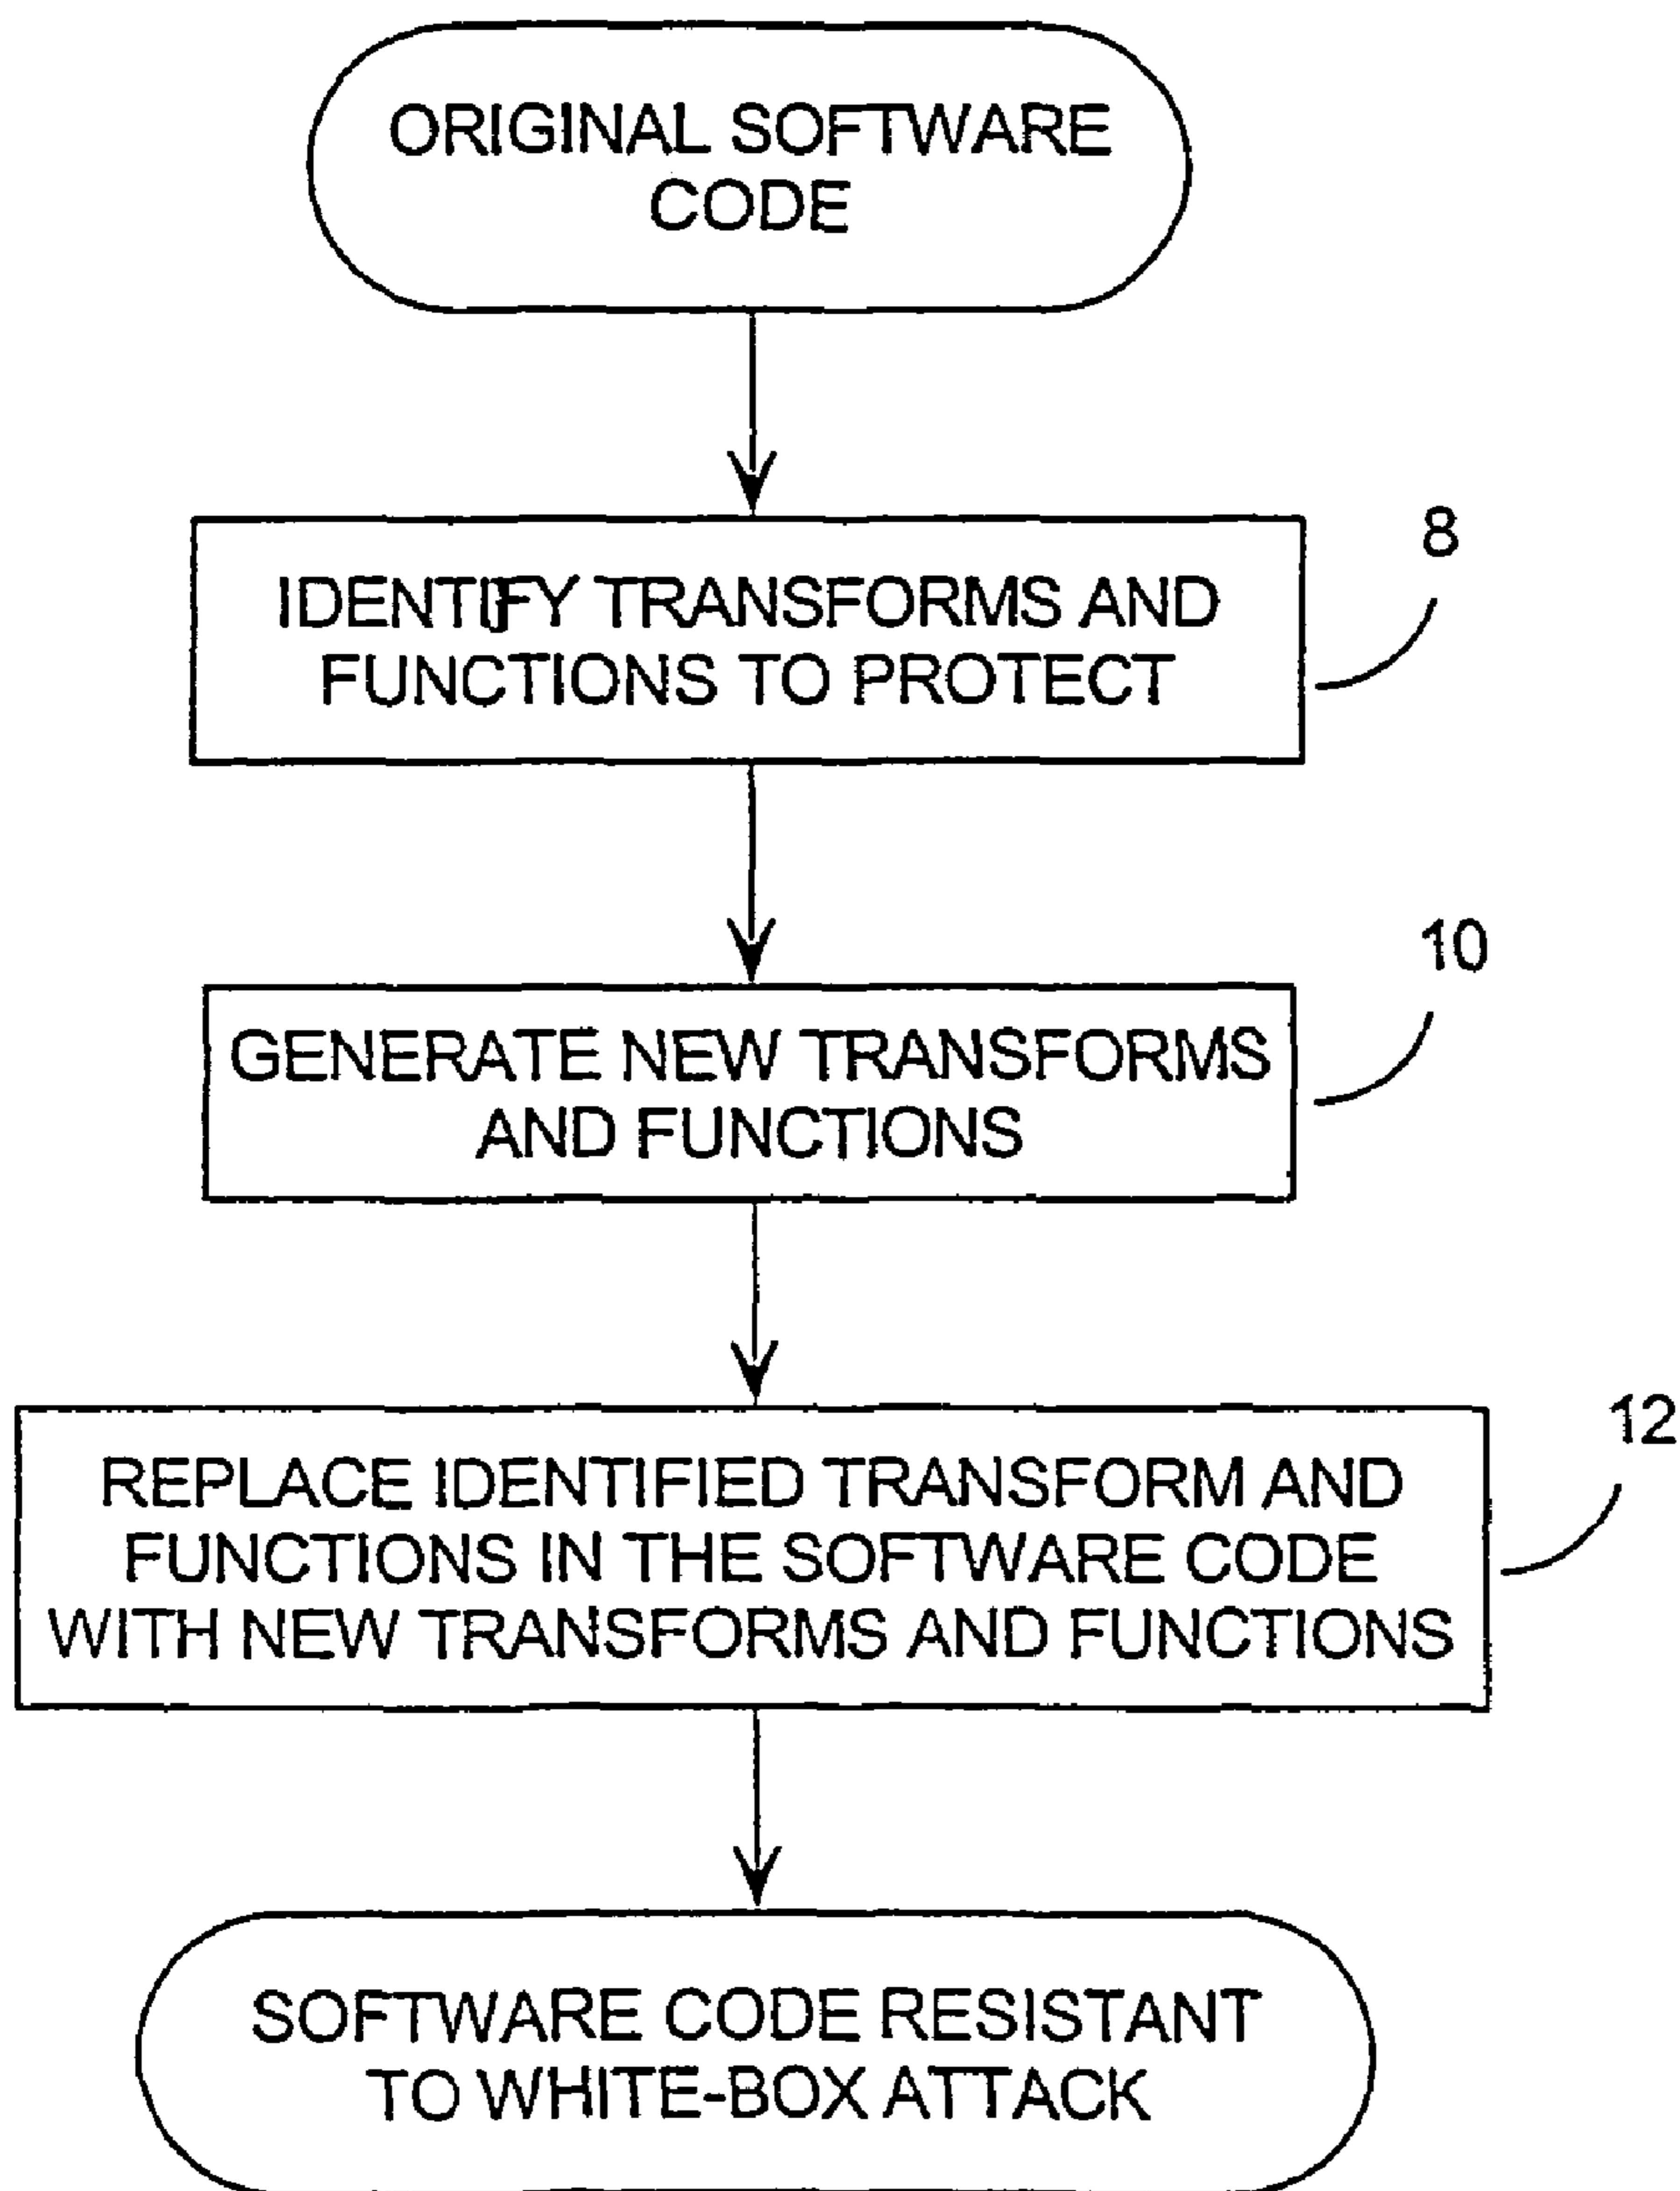 ORIGINAL SOFTWARE
CODE
8
IDENTIFY TRANSFORMS AND
FUNCTIONS TO PROTECT
10
GENERATE NEW TRANSFORMS
AND FUNCTIONS
12
REPLACE IDENTIFIED TRANSFORM AND
FUNCTIONS IN THE SOFTWARE CODE
WITH NEW TRANSFORMS AND FUNCTIONS
SOFTWARE CODE RESISTANT
TO WHITE-BOX ATTACK